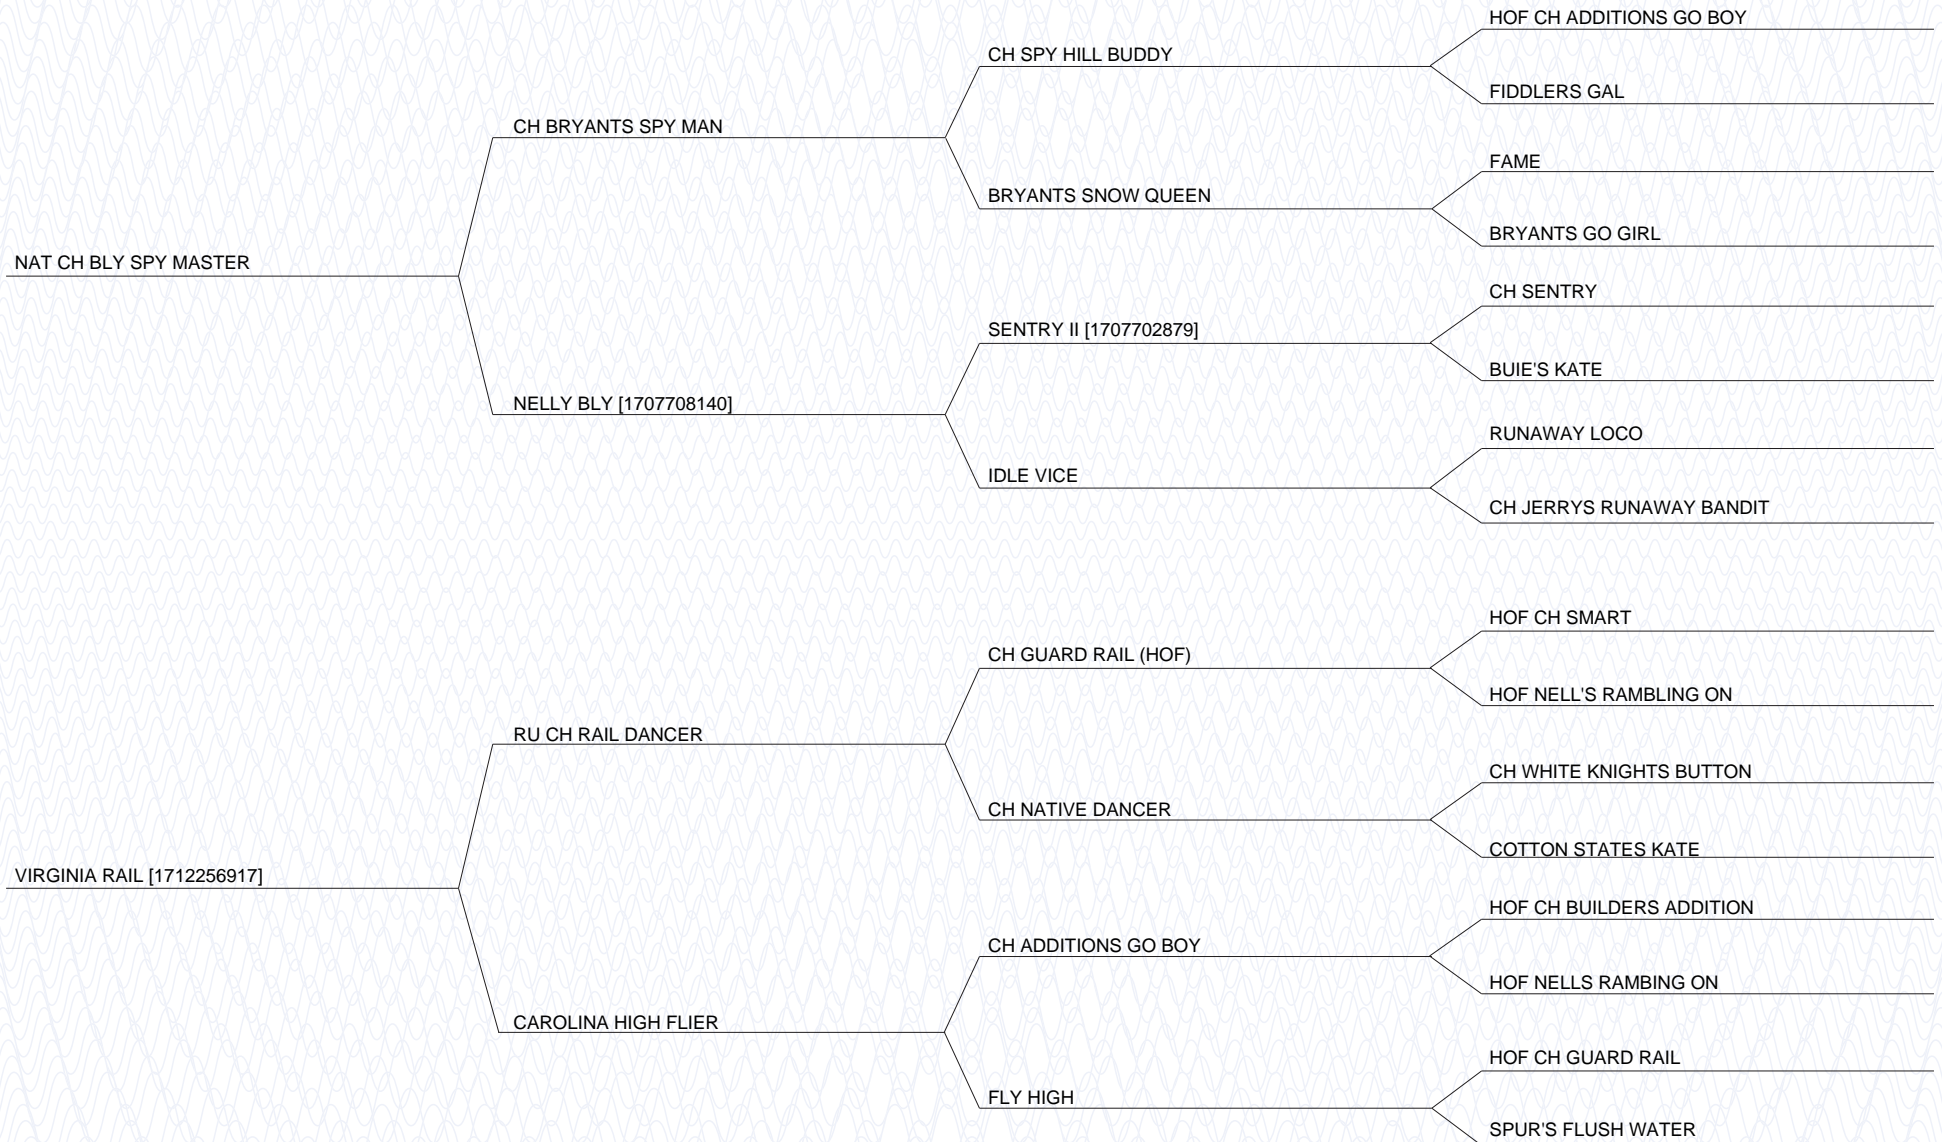 HOF CH ADDITIONS GO BOY
CH SPY HILL BUDDY
FIDDLERS GAL
CH BRYANTS SPY MAN
FAME
BRYANTS SNOW QUEEN
BRYANTS GO GIRL
NAT CH BLY SPY MASTER
CH SENTRY
SENTRY II [1707702879]
BUIE'S KATE
NELLY BLY [1707708140]
RUNAWAY LOCO
IDLE VICE
CH JERRYS RUNAWAY BANDIT
HOF CH SMART
CH GUARD RAIL (HOF)
HOF NELL'S RAMBLING ON
RU CH RAIL DANCER
CH WHITE KNIGHTS BUTTON
CH NATIVE DANCER
COTTON STATES KATE
VIRGINIA RAIL [1712256917]
HOF CH BUILDERS ADDITION
CH ADDITIONS GO BOY
HOF NELLS RAMBING ON
CAROLINA HIGH FLIER
HOF CH GUARD RAIL
FLY HIGH
SPUR'S FLUSH WATER